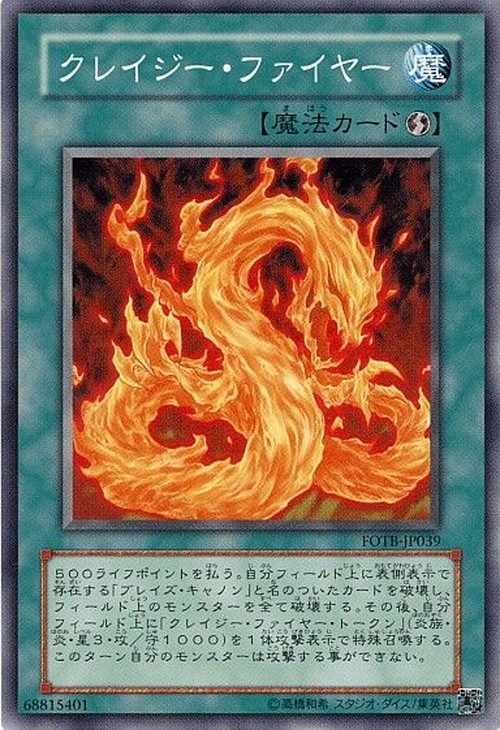 クレイジー・ファイヤー 魔
【魔法カード】
FOTB-JP039
500ライフポイントを払う。自分フィールド上に表側表示で
存在する「ブレイズ・キャノン」と名のついたカードを破壊し、
フィールド上のモンスターを全て破壊する。その後、自分
フィールド上に「クレイジー・ファイヤー・トークン」(炎族・
炎・星3・攻/守1000)を1体攻撃表示で特殊召喚する。
このターン自分のモンスターは攻撃する事ができない。
68815401 ©高橋和希 スタジオ・ダイス/集英社